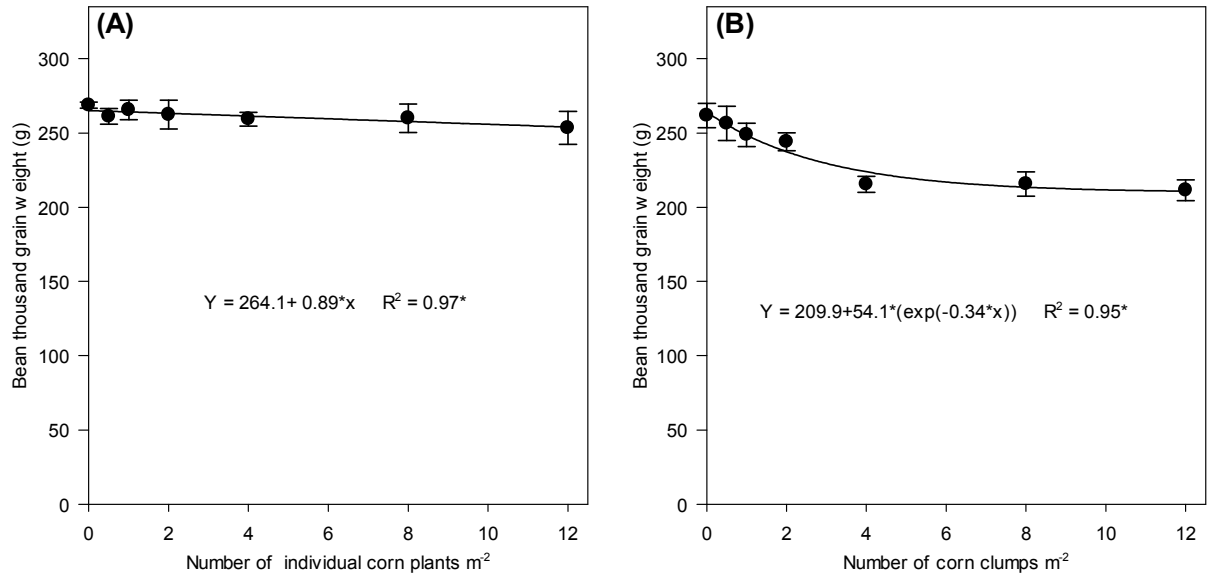 (A)
300
250
200
150
100
50
0
Bean thousand grain w eight (g)
Y = 264.1+ 0.89*x R² = 0.97*
0 2 4 6 8 10 12
Number of individual corn plants m⁻²
(B)
300
250
200
150
100
50
0
Bean thousand grain w eight (g)
Y = 209.9+54.1*(exp(-0.34*x)) R² = 0.95*
0 2 4 6 8 10 12
Number of corn clumps m⁻²